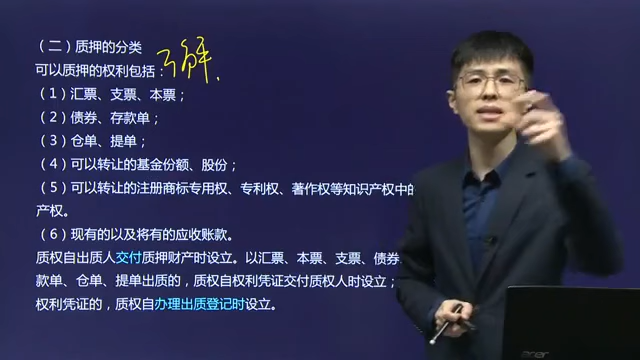 （二）质押的分类
可以质押的权利包括：了解
（1）汇票、支票、本票；
（2）债券、存款单；
（3）仓单、提单；
（4）可以转让的基金份额、股份；
（5）可以转让的注册商标专用权、专利权、著作权等知识产权中的
产权。
（6）现有的以及将有的应收账款。
质权自出质人交付质押财产时设立。以汇票、本票、支票、债券、
款单、仓单、提单出质的，质权自权利凭证交付质权人时设立；
权利凭证的，质权自办理出质登记时设立。
acer